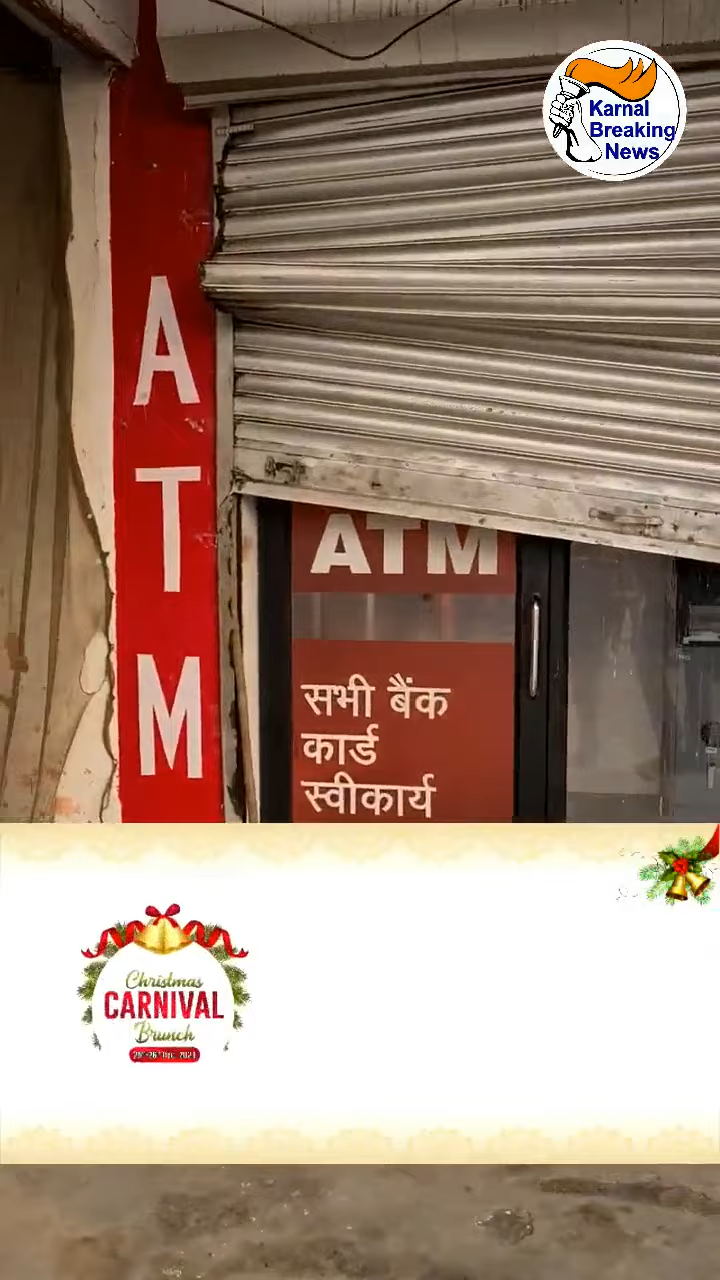 Karnal
Breaking
News
A
T
M
ATM
सभी बैंक
कार्ड
स्वीकार्य
Christmas
CARNIVAL
Brunch